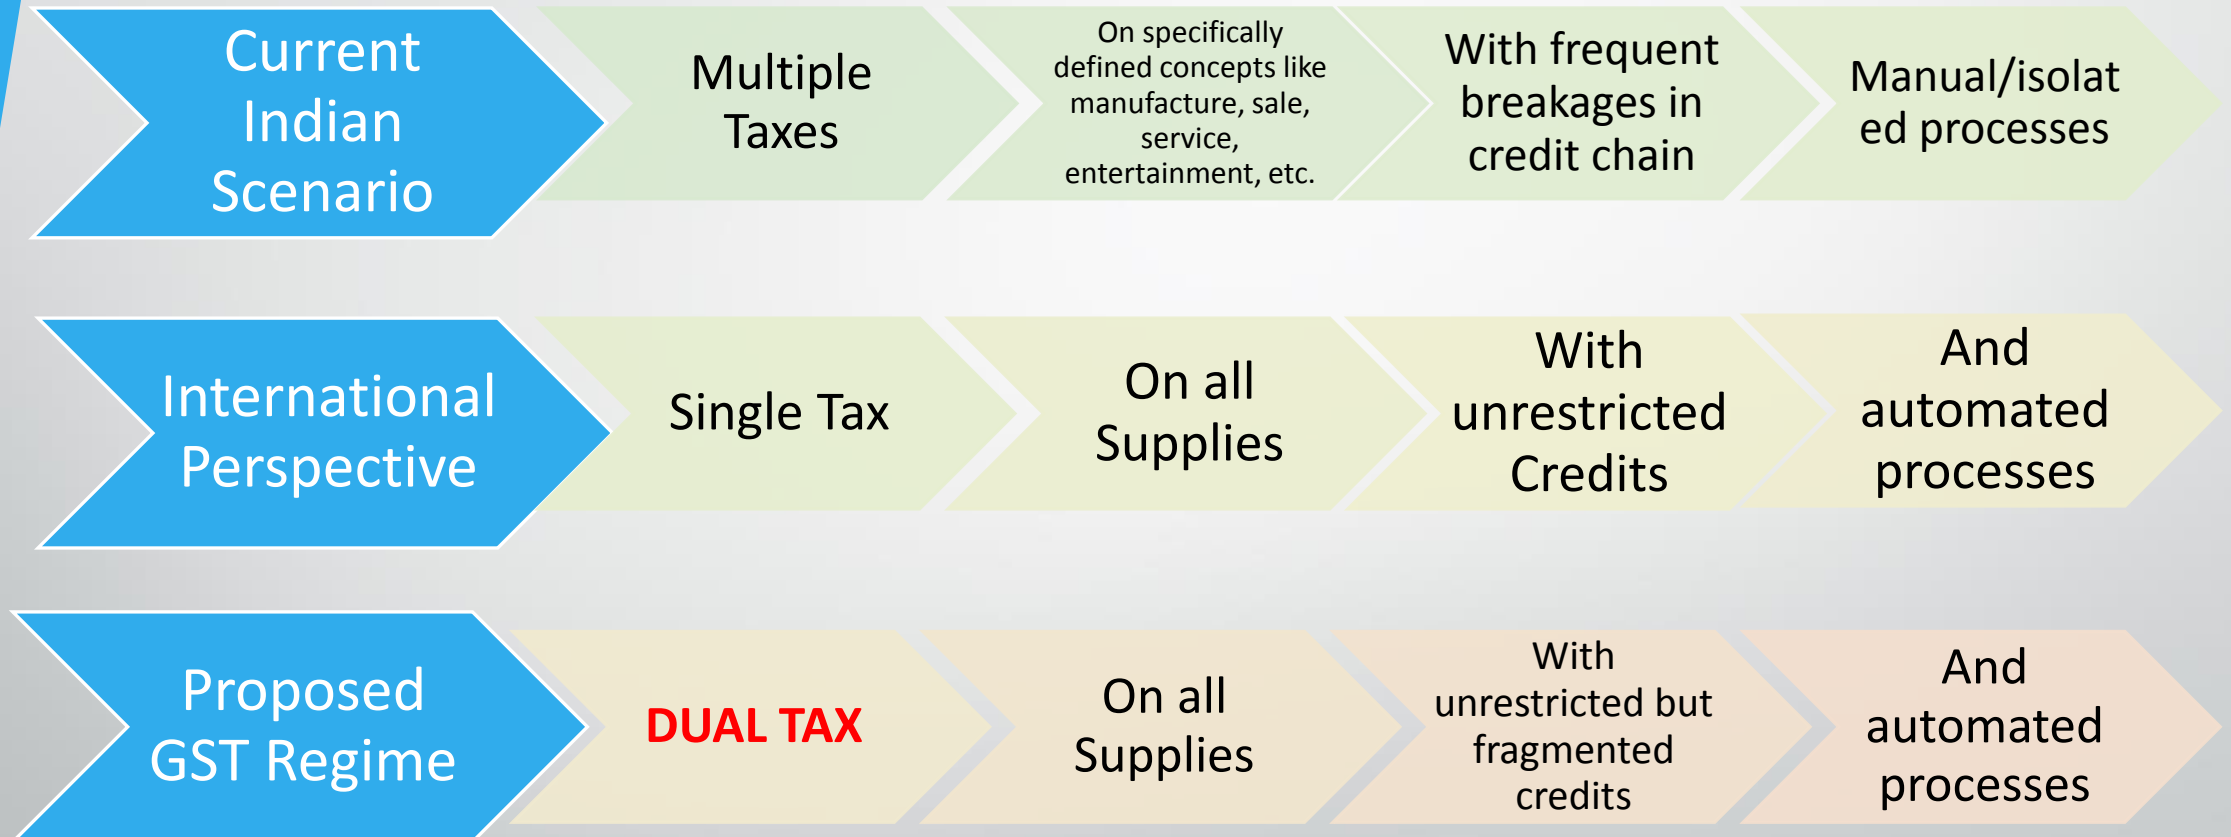 Current
Indian
Scenario
Multiple
Taxes
On specifically
defined concepts like
manufacture, sale,
service,
entertainment, etc.
With frequent
breakages in
credit chain
Manual/isolat
ed processes
International
Perspective
Single Tax
On all
Supplies
With
unrestricted
Credits
And
automated
processes
Proposed
GST Regime
DUAL TAX
On all
Supplies
With
unrestricted but
fragmented
credits
And
automated
processes